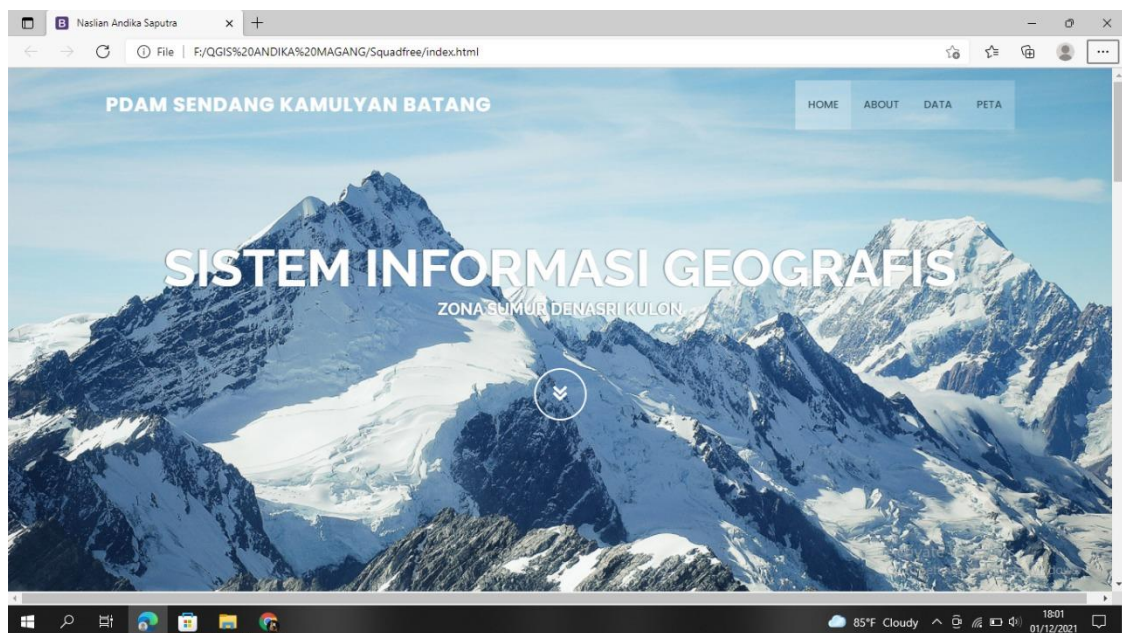 Naslian Andika Saputra
File | F:/QGIS%20ANDIKA%20MAGANG/Squadfree/index.html
PDAM SENDANG KAMULYAN BATANG
HOME ABOUT DATA PETA
SISTEM INFORMASI GEOGRAFIS
ZONA SUMUR DENASRI KULON
85°F Cloudy
18:01
01/12/2021